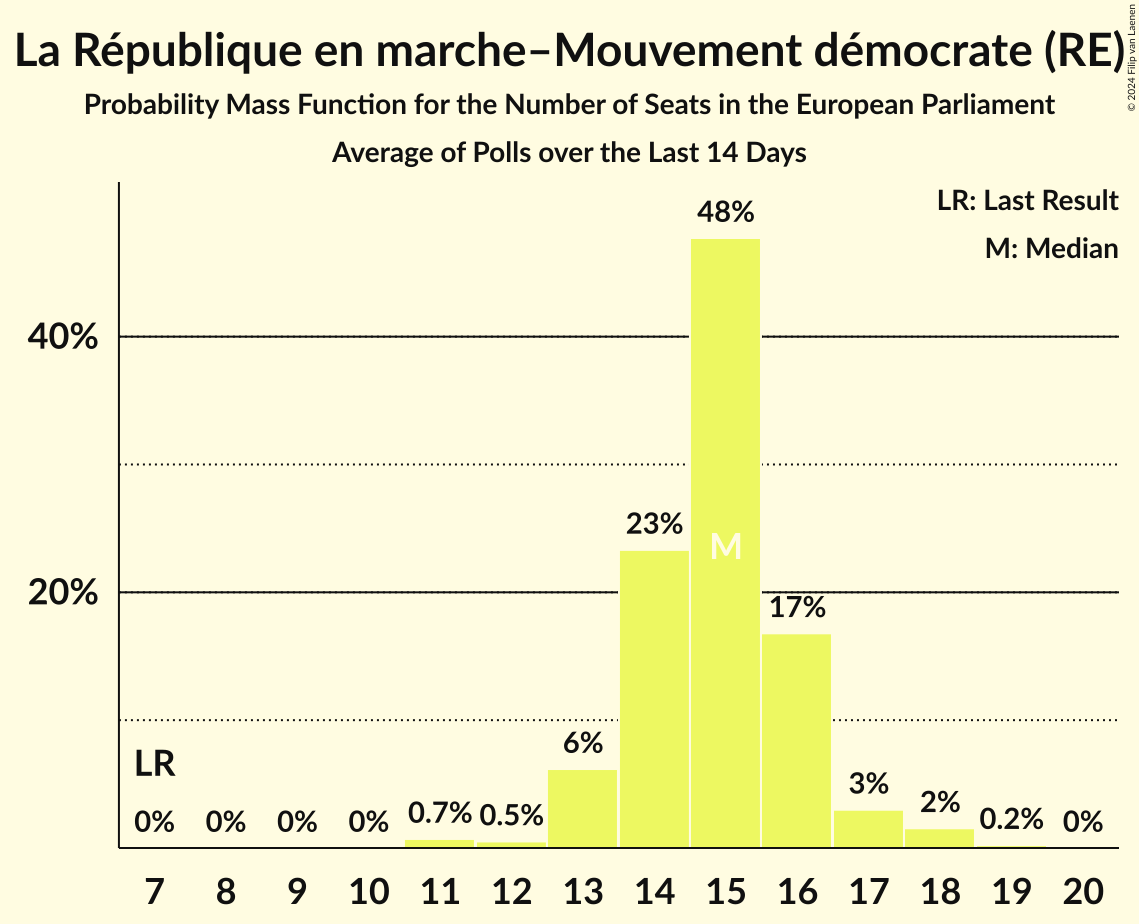 La République en marche–Mouvement démocrate (RE)
© 2024 Filip van Laenen
Probability Mass Function for the Number of Seats in the European Parliament
Average of Polls over the Last 14 Days
LR: Last Result
M: Median
48%
40%
23%
M
20%
17%
LR
6%
3%
2%
0% 0% 0% 0% 0.7% 0.5% 0.2% 0%
7 8 9 10 11 12 13 14 15 16 17 18 19 20